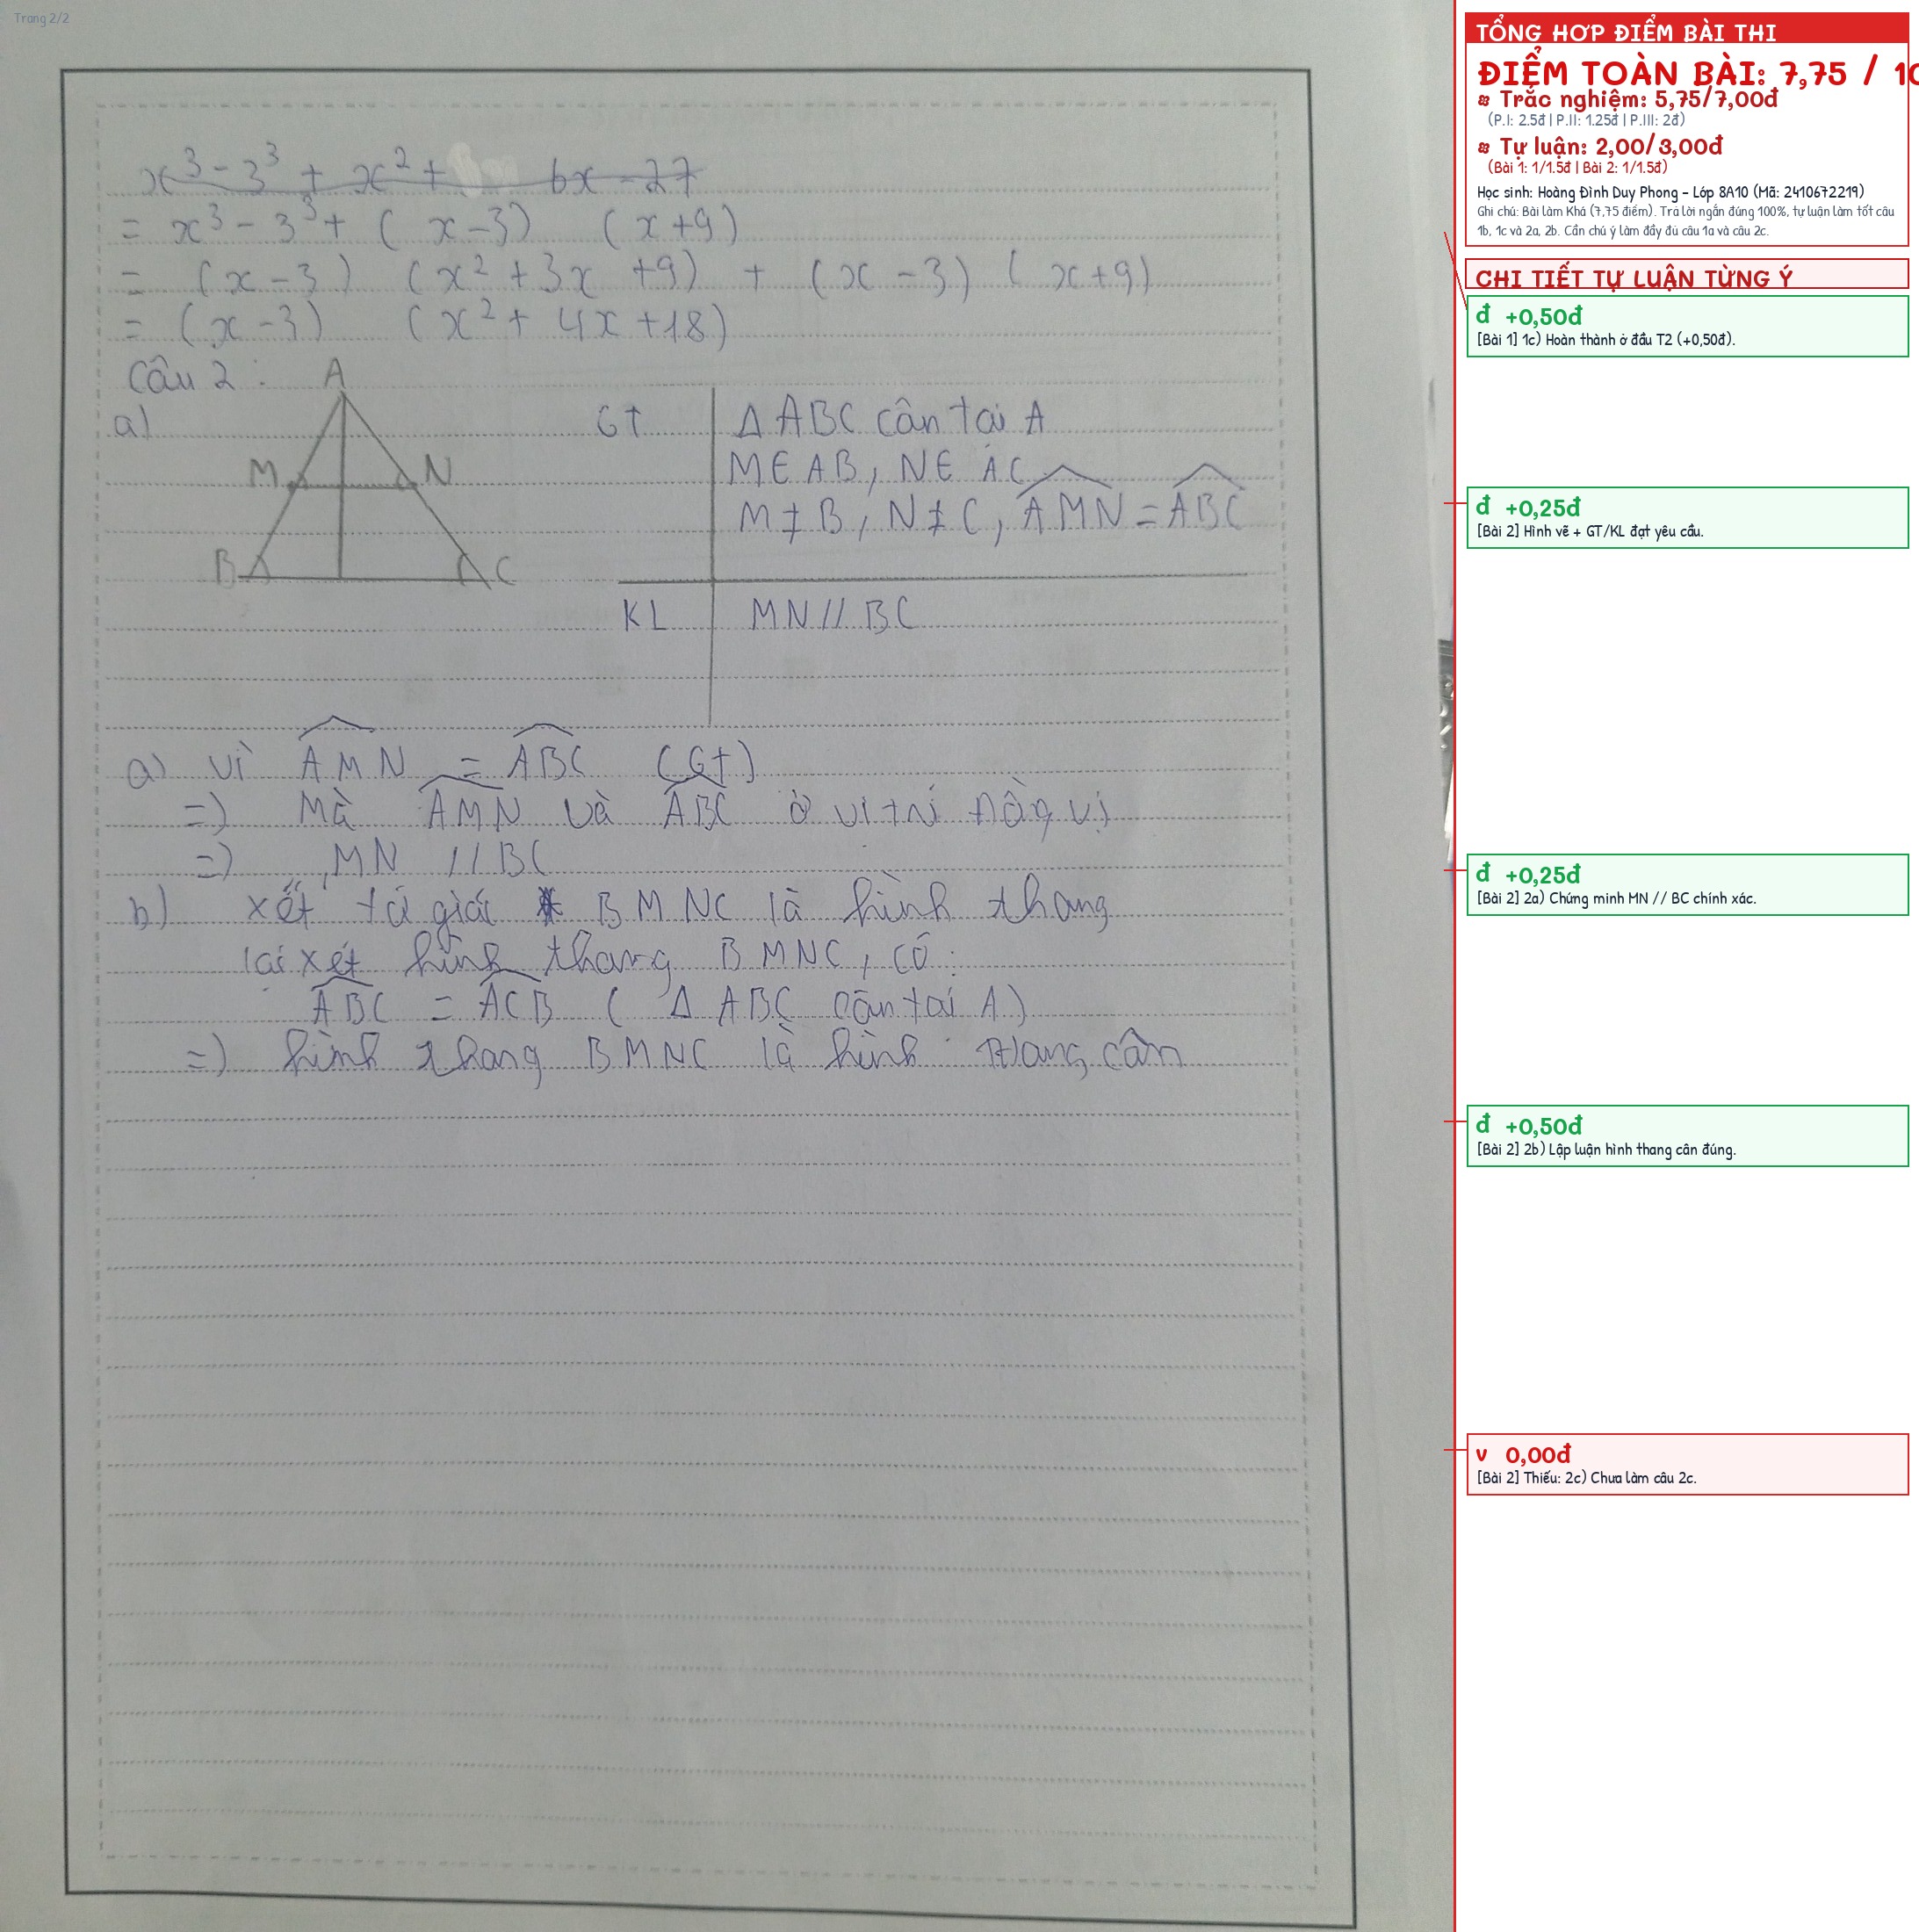 Trang 2/2
x³ - 3³ + x² + 6x - 27
= x³ - 3³ + ( x - 3) (x + 9)
= (x - 3) (x² + 3x + 9) + (x - 3) (x + 9)
= (x - 3) (x² + 4x + 18)
Câu 2 : A
a) GT Δ ABC cân tại A
M N M ∈ AB, N ∈ AC
M ≠ B, N ≠ C, AMN = ABC
B C
KL MN // BC
a) Vì AMN = ABC (Gt)
=) Mà AMN và ABC ở vị trí đồng vị
=) MN // BC
b) xét tứ giác BMNC là hình thang
lại xét hình thang BMNC, có :
ABC = ACB ( Δ ABC cân tại A)
=) hình thang BMNC là hình thang cân
TỔNG HỢP ĐIỂM BÀI THI
ĐIỂM TOÀN BÀI: 7,75 / 10
Trắc nghiệm: 5,75/7,00đ
(P.I: 2.5đ | P.II: 1.25đ | P.III: 2đ)
Tự luận: 2,00/3,00đ
(Bài 1: 1/1.5đ | Bài 2: 1/1.5đ)
Học sinh: Hoàng Đình Duy Phong - Lớp 8A10 (Mã: 2410672219)
Ghi chú: Bài làm Khá (7,75 điểm). Trả lời ngắn đúng 100%, tự luận làm tốt câu
1b, 1c và 2a, 2b. Cần chú ý làm đầy đủ câu 1a và câu 2c.
CHI TIẾT TỰ LUẬN TỪNG Ý
đ +0,50đ
[Bài 1] 1c) Hoàn thành ở đầu T2 (+0,50đ).
đ +0,25đ
[Bài 2] Hình vẽ + GT/KL đạt yêu cầu.
đ +0,25đ
[Bài 2] 2a) Chứng minh MN // BC chính xác.
đ +0,50đ
[Bài 2] 2b) Lập luận hình thang cân đúng.
v 0,00đ
[Bài 2] Thiếu: 2c) Chưa làm câu 2c.